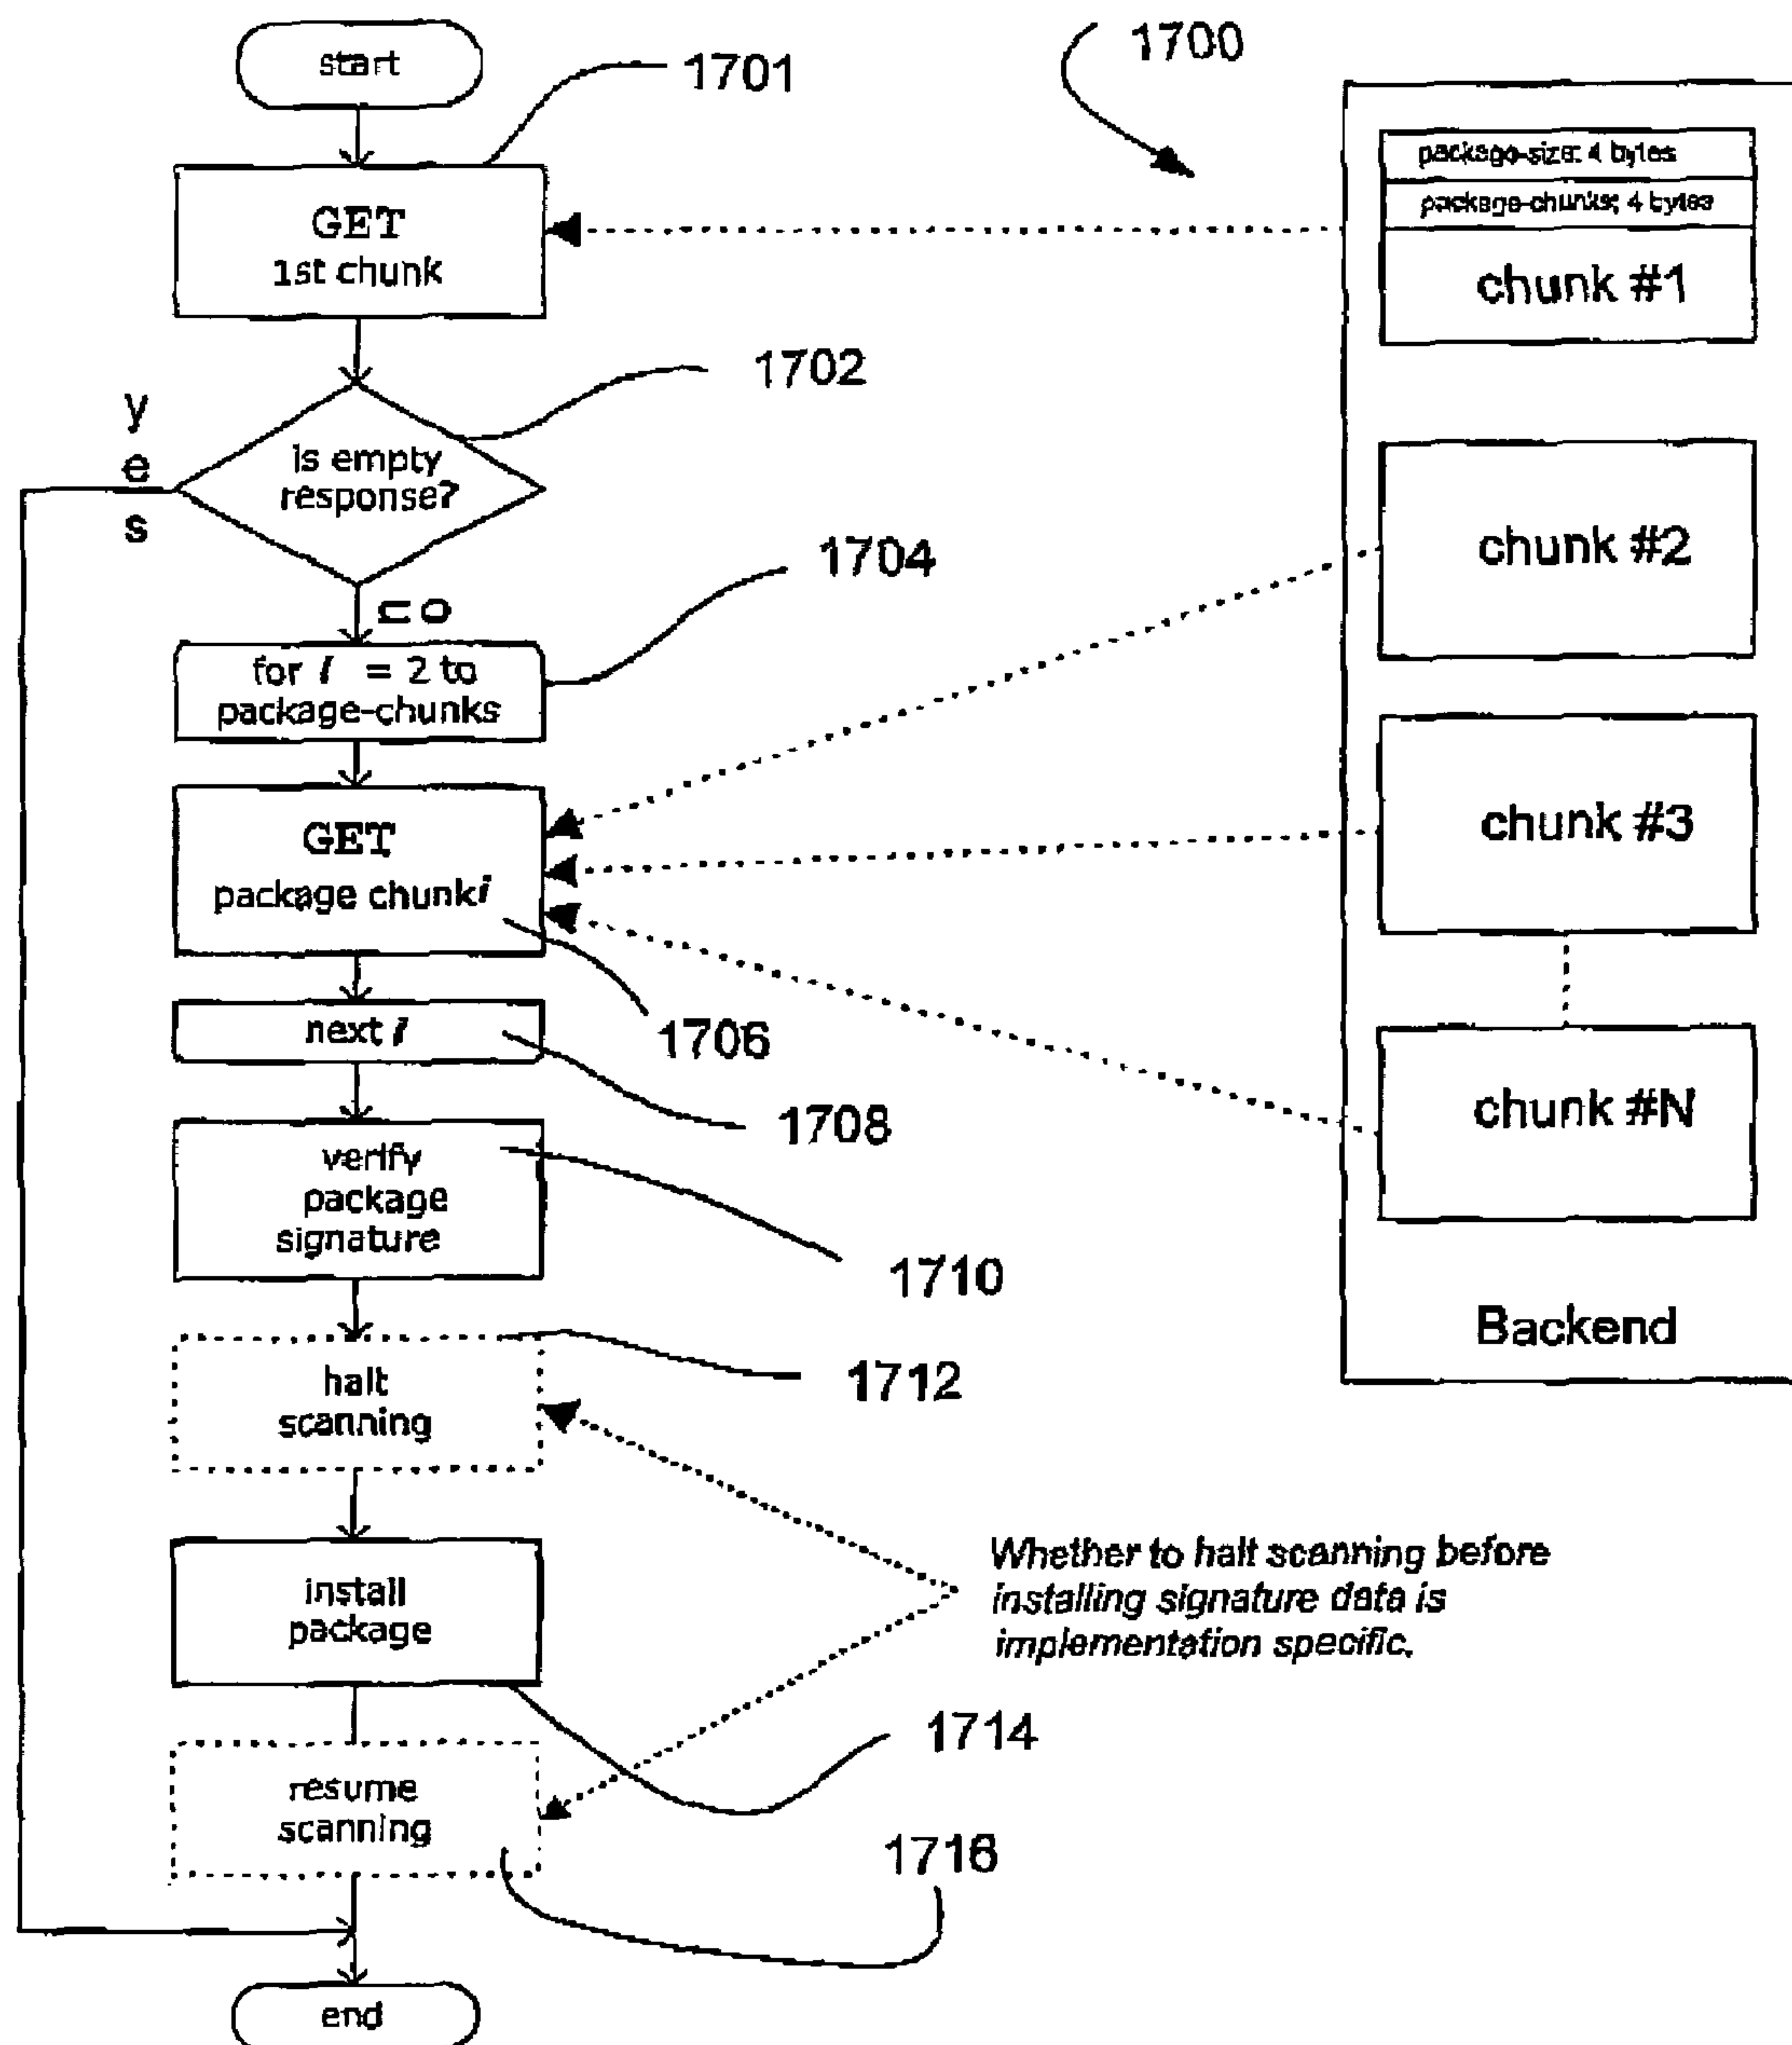 start
1701
1700
GET
1st chunk
package-size: 4 bytes
package-chunks: 4 bytes
chunk #1
1702
yes
is empty
response?
no
1704
for i = 2 to
package-chunks
chunk #2
GET
package chunk i
1706
chunk #3
next i
1708
chunk #N
verify
package
signature
1710
Backend
halt
scanning
1712
install
package
Whether to halt scanning before
installing signature data is
implementation specific.
1714
resume
scanning
1716
end